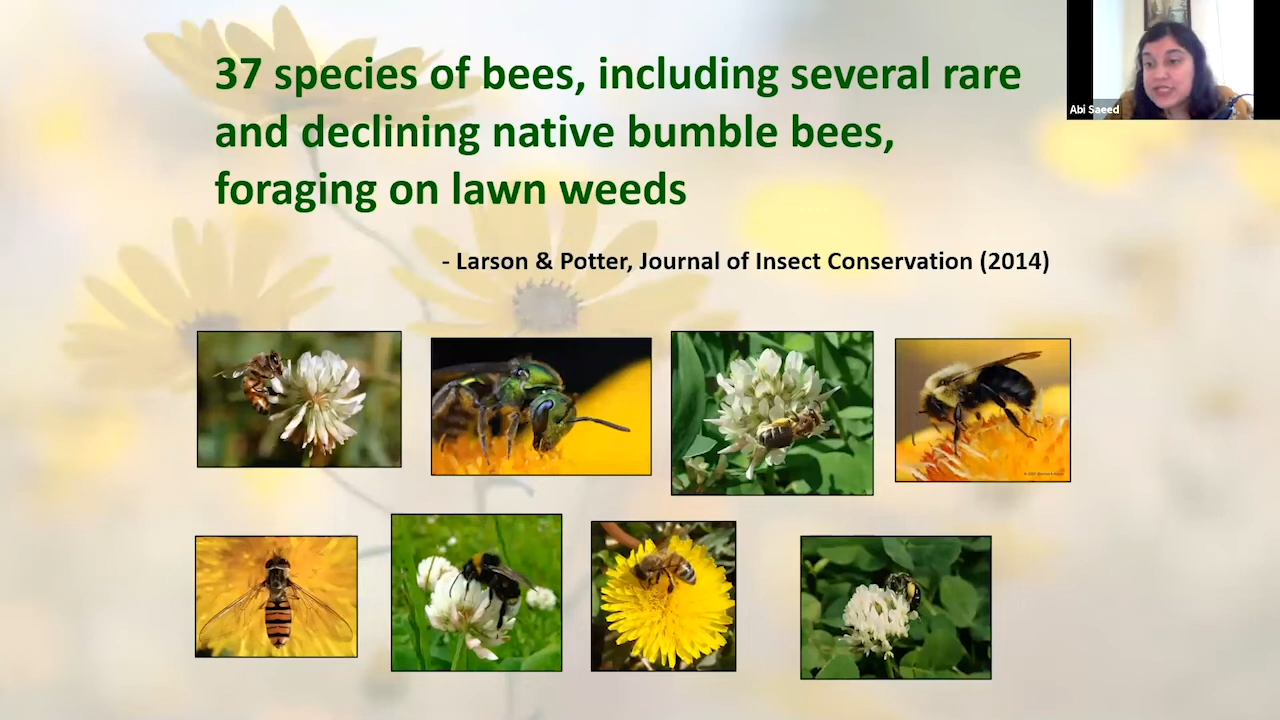 37 species of bees, including several rare
and declining native bumble bees,
foraging on lawn weeds
- Larson & Potter, Journal of Insect Conservation (2014)
Abi Saeed